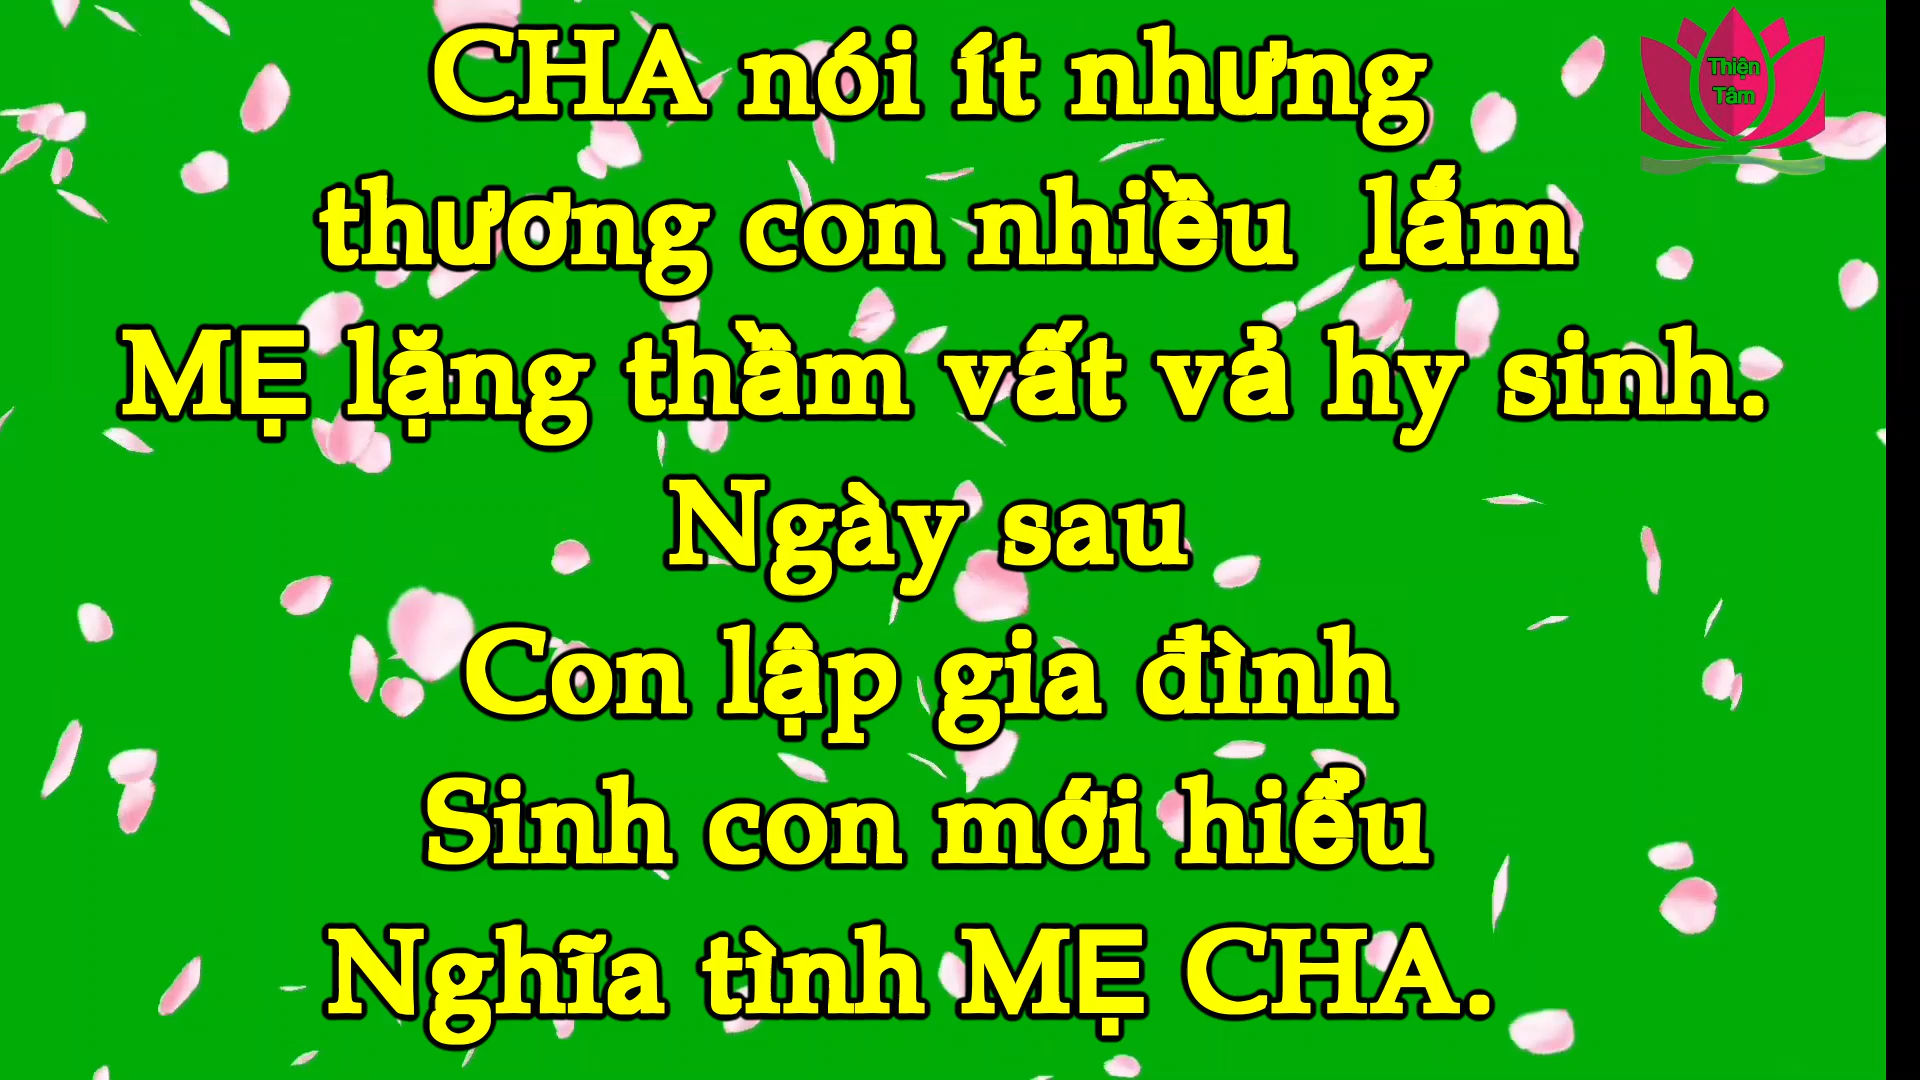 CHA nói ít nhưng
thương con nhiều lắm
MẸ lặng thầm vất vả hy sinh.
Ngày sau
Con lập gia đình
Sinh con mới hiểu
Nghĩa tình MẸ CHA.
Thiện
Tâm